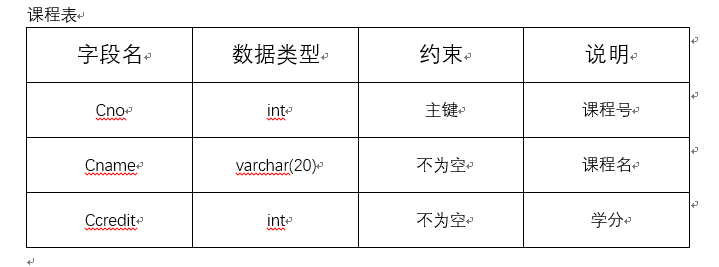 课程表
字段名 数据类型 约束 说明
Cno int 主键 课程号
Cname varchar(20) 不为空 课程名
Ccredit int 不为空 学分